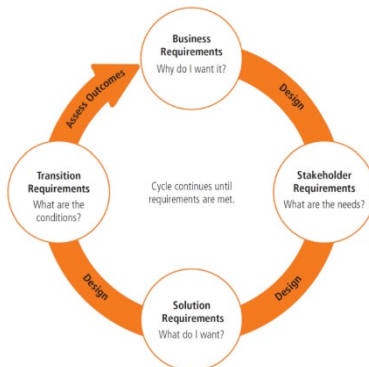 Business
Requirements
Why do I want it?
Design
Stakeholder
Requirements
What are the needs?
Design
Solution
Requirements
What do I want?
Design
Transition
Requirements
What are the
conditions?
Assess Outcomes
Cycle continues until
requirements are met.